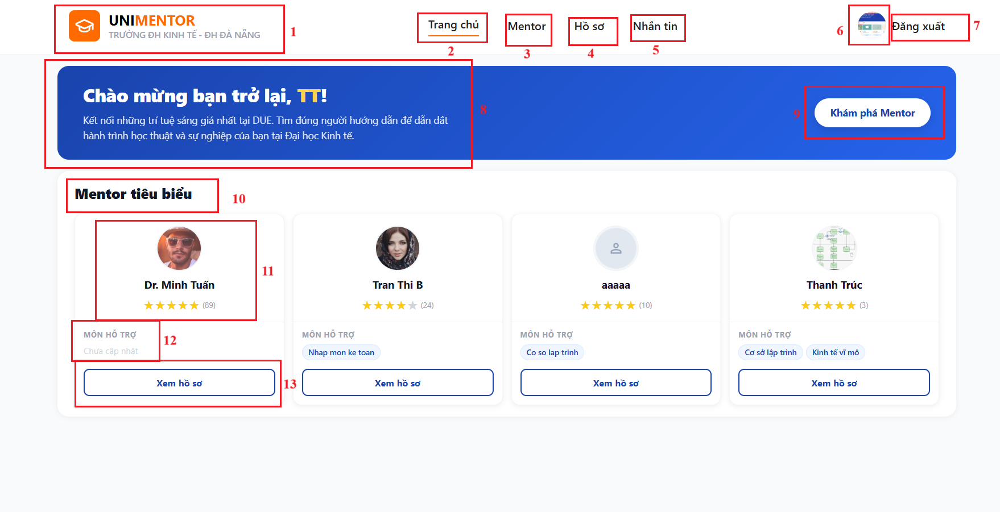 UNIMENTOR
TRƯỜNG ĐH KINH TẾ - ĐH ĐÀ NẴNG
1
Trang chủ
2
Mentor
3
Hồ sơ
4
Nhắn tin
5
6
Đăng xuất
7
Chào mừng bạn trở lại, TT!
Kết nối những trí tuệ sáng giá nhất tại DUE. Tìm đúng người hướng dẫn để dẫn dắt
hành trình học thuật và sự nghiệp của bạn tại Đại học Kinh tế.
8
9
Khám phá Mentor
Mentor tiêu biểu
10
Dr. Minh Tuấn
(89)
11
MÔN HỖ TRỢ
Chưa cập nhật
12
Xem hồ sơ
13
Tran Thi B
(24)
MÔN HỖ TRỢ
Nhap mon ke toan
Xem hồ sơ
aaaaa
(10)
MÔN HỖ TRỢ
Co so lap trinh
Xem hồ sơ
Thanh Trúc
(3)
MÔN HỖ TRỢ
Cơ sở lập trình
Kinh tế vĩ mô
Xem hồ sơ